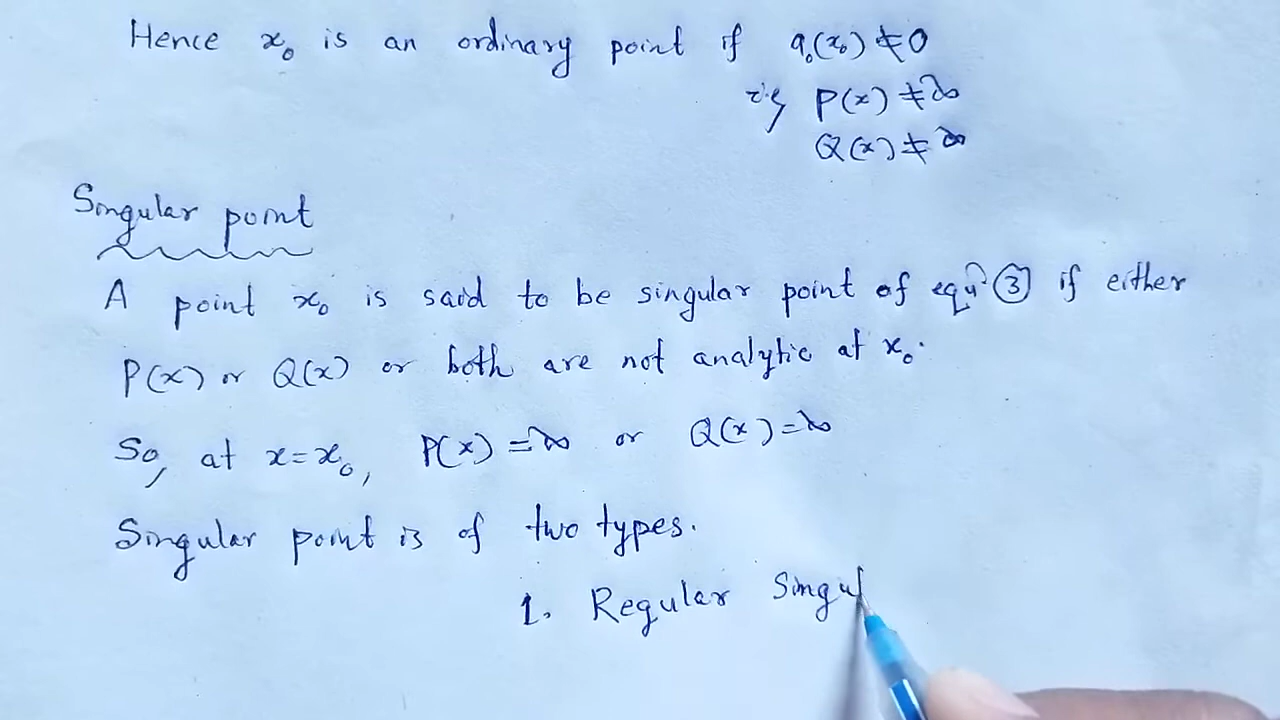 Hence x₀ is an ordinary point if a₀(x₀) ≠ 0
P(x) ≠ ∞
Q(x) ≠ ∞
Singular point
A point x₀ is said to be singular point of equⁿ ③ if either
P(x) or Q(x) or both are not analytic at x₀.
So, at x=x₀, P(x) = ∞ or Q(x) = ∞
Singular point is of two types.
1. Regular Singul